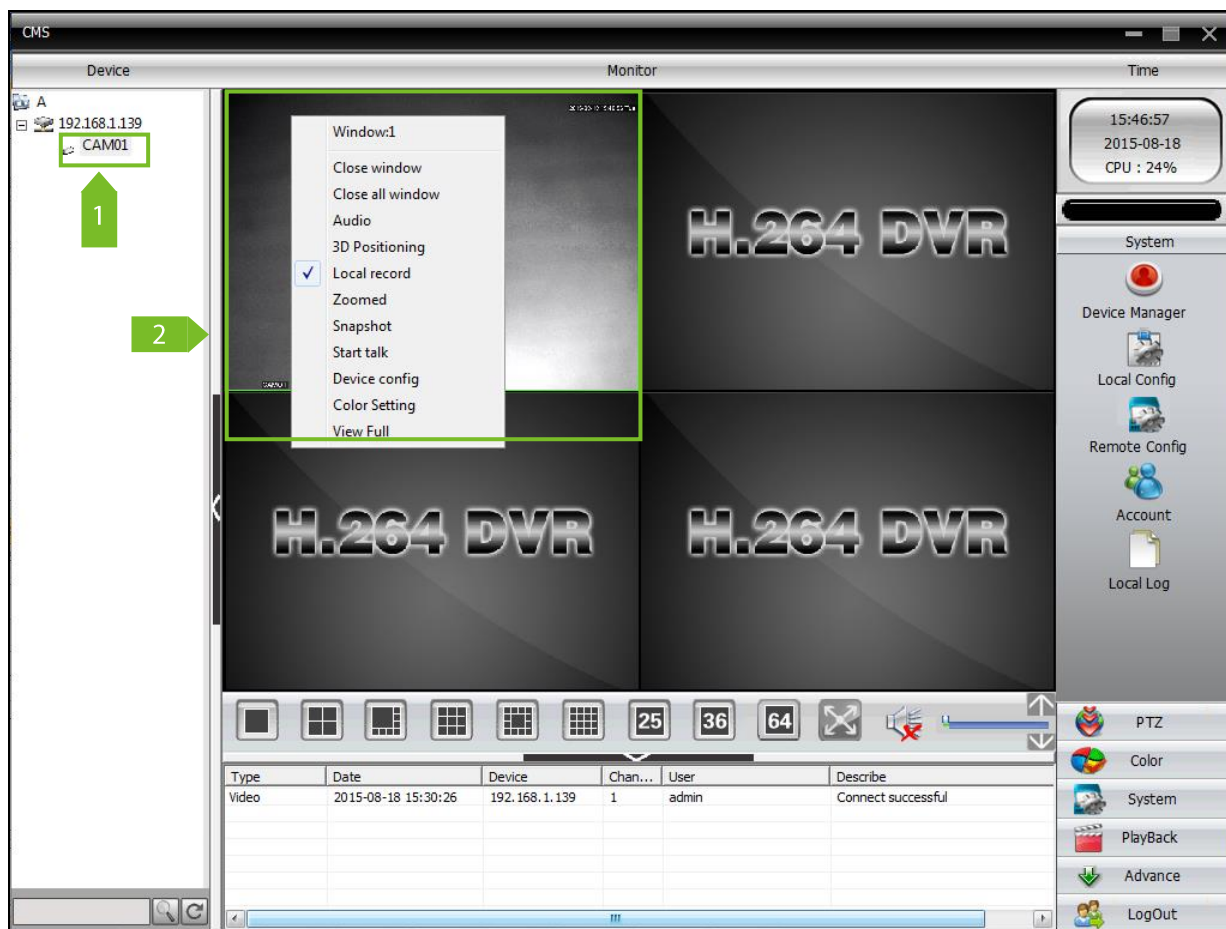 CMS
Device
Monitor
Time
A
192.168.1.139
CAM01
1
2
CAM01
Window:1
Close window
Close all window
Audio
3D Positioning
Local record
Zoomed
Snapshot
Start talk
Device config
Color Setting
View Full
H.264 DVR
H.264 DVR
H.264 DVR
15:46:57
2015-08-18
CPU : 24%
System
Device Manager
Local Config
Remote Config
Account
Local Log
25
36
64
PTZ
Color
System
PlayBack
Advance
LogOut
Type Date Device Chan... User Describe
Video 2015-08-18 15:30:26 192.168.1.139 1 admin Connect successful